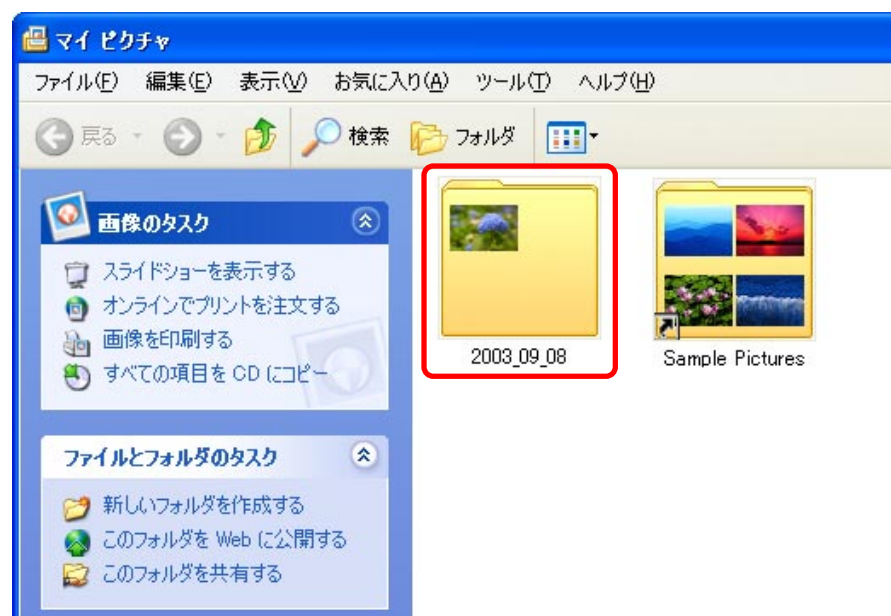 マイ ピクチャ
ファイル(F) 編集(E) 表示(V) お気に入り(A) ツール(T) ヘルプ(H)
戻る 検索 フォルダ
画像のタスク
スライドショーを表示する
オンラインでプリントを注文する
画像を印刷する
すべての項目を CD にコピー
ファイルとフォルダのタスク
新しいフォルダを作成する
このフォルダを Web に公開する
このフォルダを共有する
2003_09_08
Sample Pictures